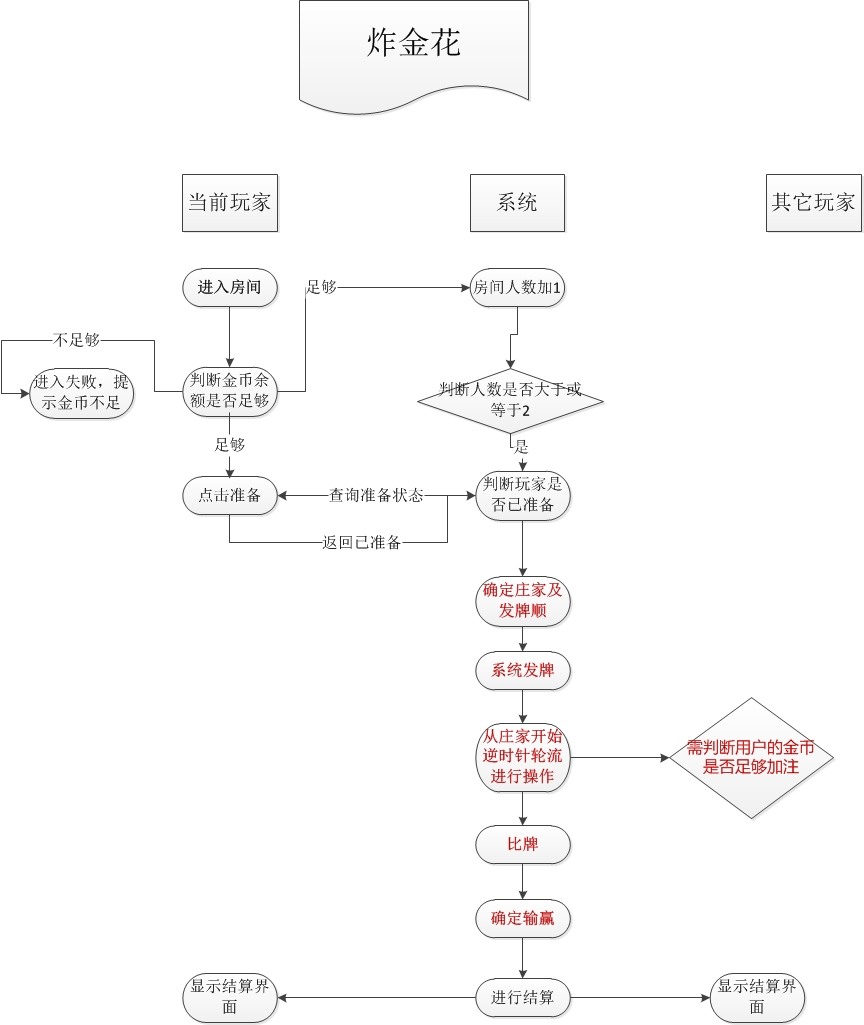 炸金花
当前玩家
系统
其它玩家
进入房间
足够
房间人数加1
不足够
进入失败，提
示金币不足
判断金币余
额是否足够
判断人数是否大于或
等于2
足够
是
点击准备
查询准备状态
判断玩家是
否已准备
返回已准备
确定庄家及
发牌顺
系统发牌
从庄家开始
逆时针轮流
进行操作
需判断用户的金币
是否足够加注
比牌
确定输赢
显示结算界
面
进行结算
显示结算界
面